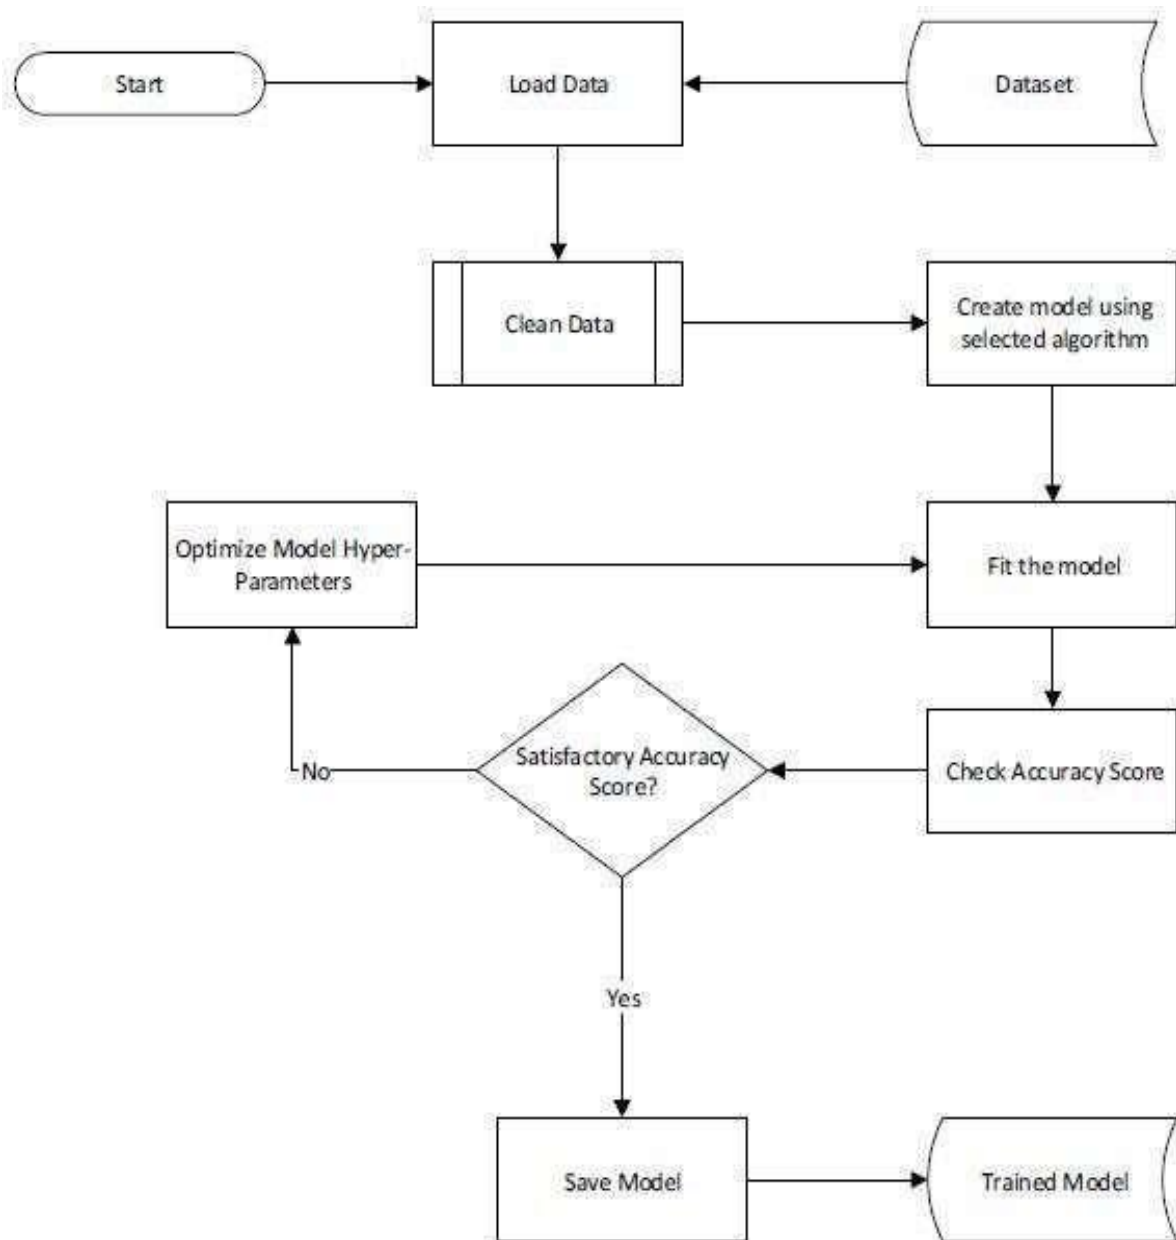 Start
Load Data
Dataset
Clean Data
Create model using
selected algorithm
Optimize Model Hyper-
Parameters
Fit the model
Satisfactory Accuracy
Score?
Check Accuracy Score
No
Yes
Save Model
Trained Model